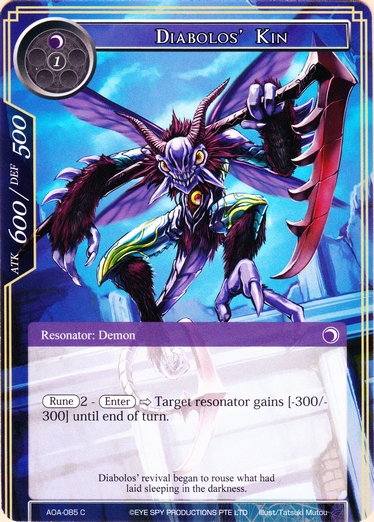 Diabolos' Kin
1
ATK 600 / DEF 500
Resonator: Demon
Rune 2 - Enter ⇨ Target resonator gains [-300/-
300] until end of turn.
Diabolos' revival began to rouse what had
laid sleeping in the darkness.
AOA-085 C ©EYE SPY PRODUCTIONS PTE LTD Illust/Tatsuki Mutou